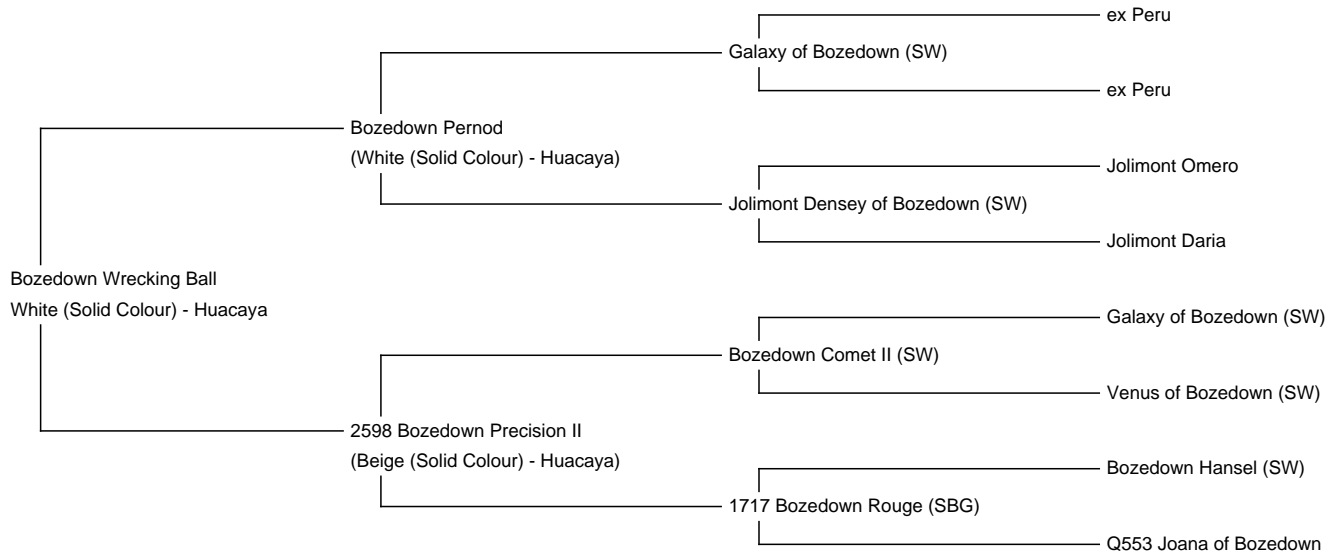 ex Peru
Galaxy of Bozedown (SW)
ex Peru
Bozedown Pernod
(White (Solid Colour) - Huacaya)
Jolimont Omero
Jolimont Densey of Bozedown (SW)
Jolimont Daria
Bozedown Wrecking Ball
White (Solid Colour) - Huacaya
Galaxy of Bozedown (SW)
Bozedown Comet II (SW)
Venus of Bozedown (SW)
2598 Bozedown Precision II
(Beige (Solid Colour) - Huacaya)
Bozedown Hansel (SW)
1717 Bozedown Rouge (SBG)
Q553 Joana of Bozedown